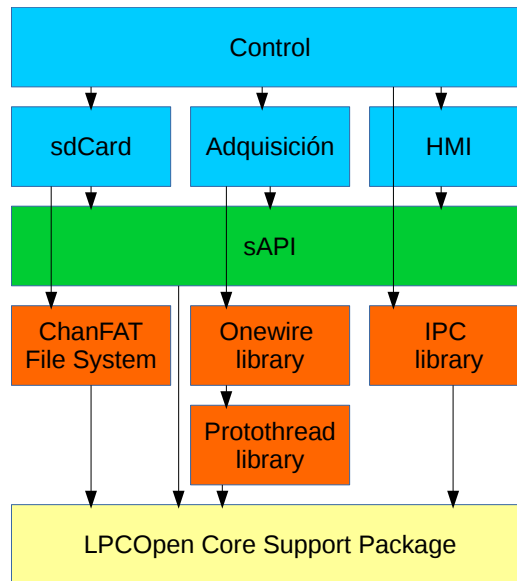 Control
sdCard
Adquisición
HMI
sAPI
ChanFAT
File System
Onewire
library
IPC
library
Protothread
library
LPCOpen Core Support Package